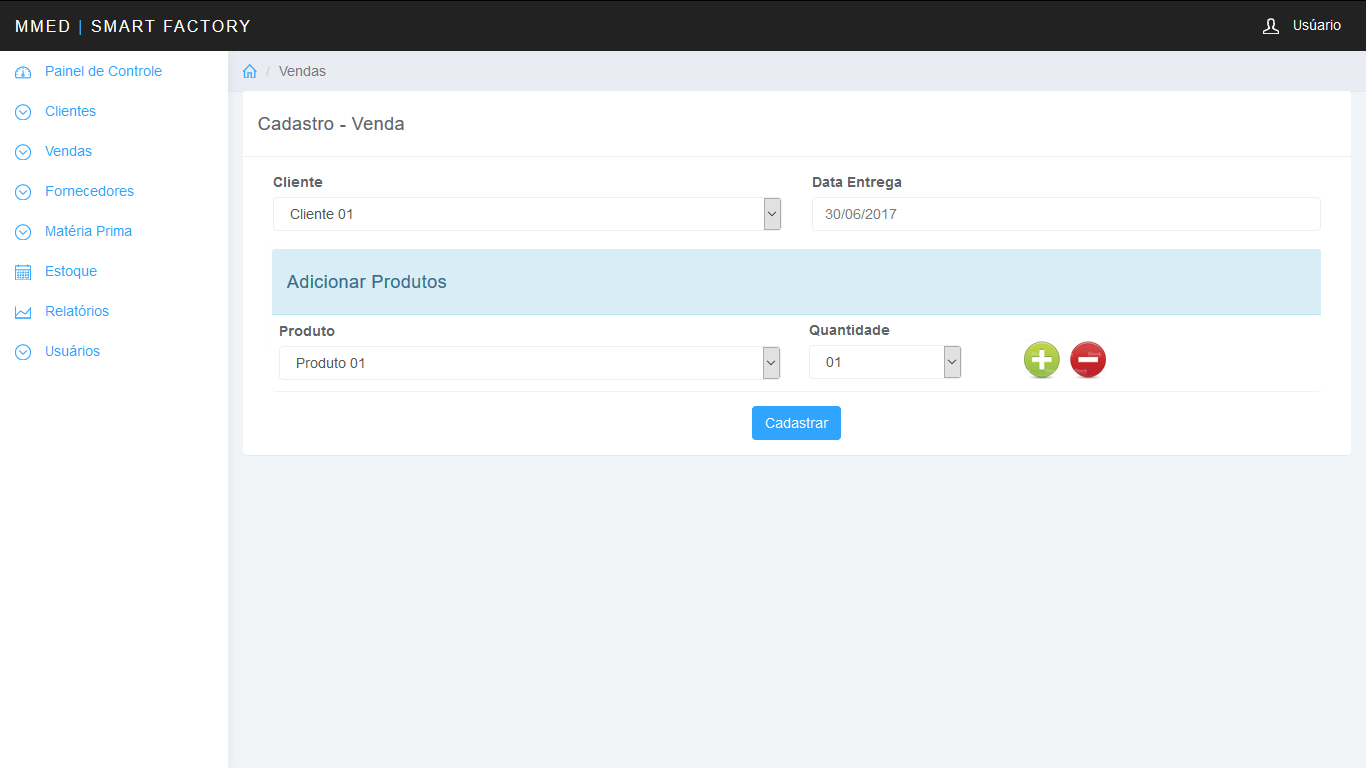 MMED | SMART FACTORY
Usúario
Painel de Controle
Clientes
Vendas
Fornecedores
Matéria Prima
Estoque
Relatórios
Usuários
/ Vendas
Cadastro - Venda
Cliente
Data Entrega
Cliente 01
30/06/2017
Adicionar Produtos
Produto
Quantidade
Produto 01
01
Cadastrar